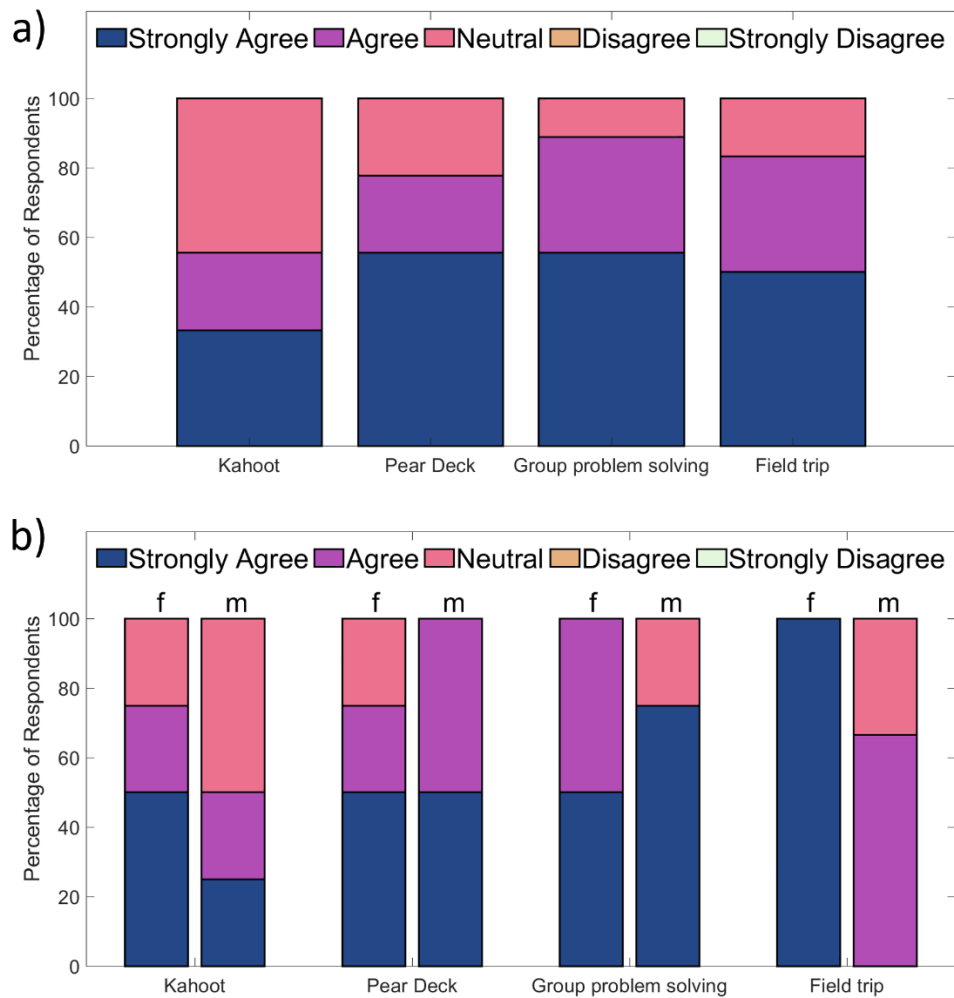 a)
Strongly Agree Agree Neutral Disagree Strongly Disagree
Percentage of Respondents
100
80
60
40
20
0
Kahoot Pear Deck Group problem solving Field trip
b)
Strongly Agree Agree Neutral Disagree Strongly Disagree
f m f m f m f m
Percentage of Respondents
100
80
60
40
20
0
Kahoot Pear Deck Group problem solving Field trip